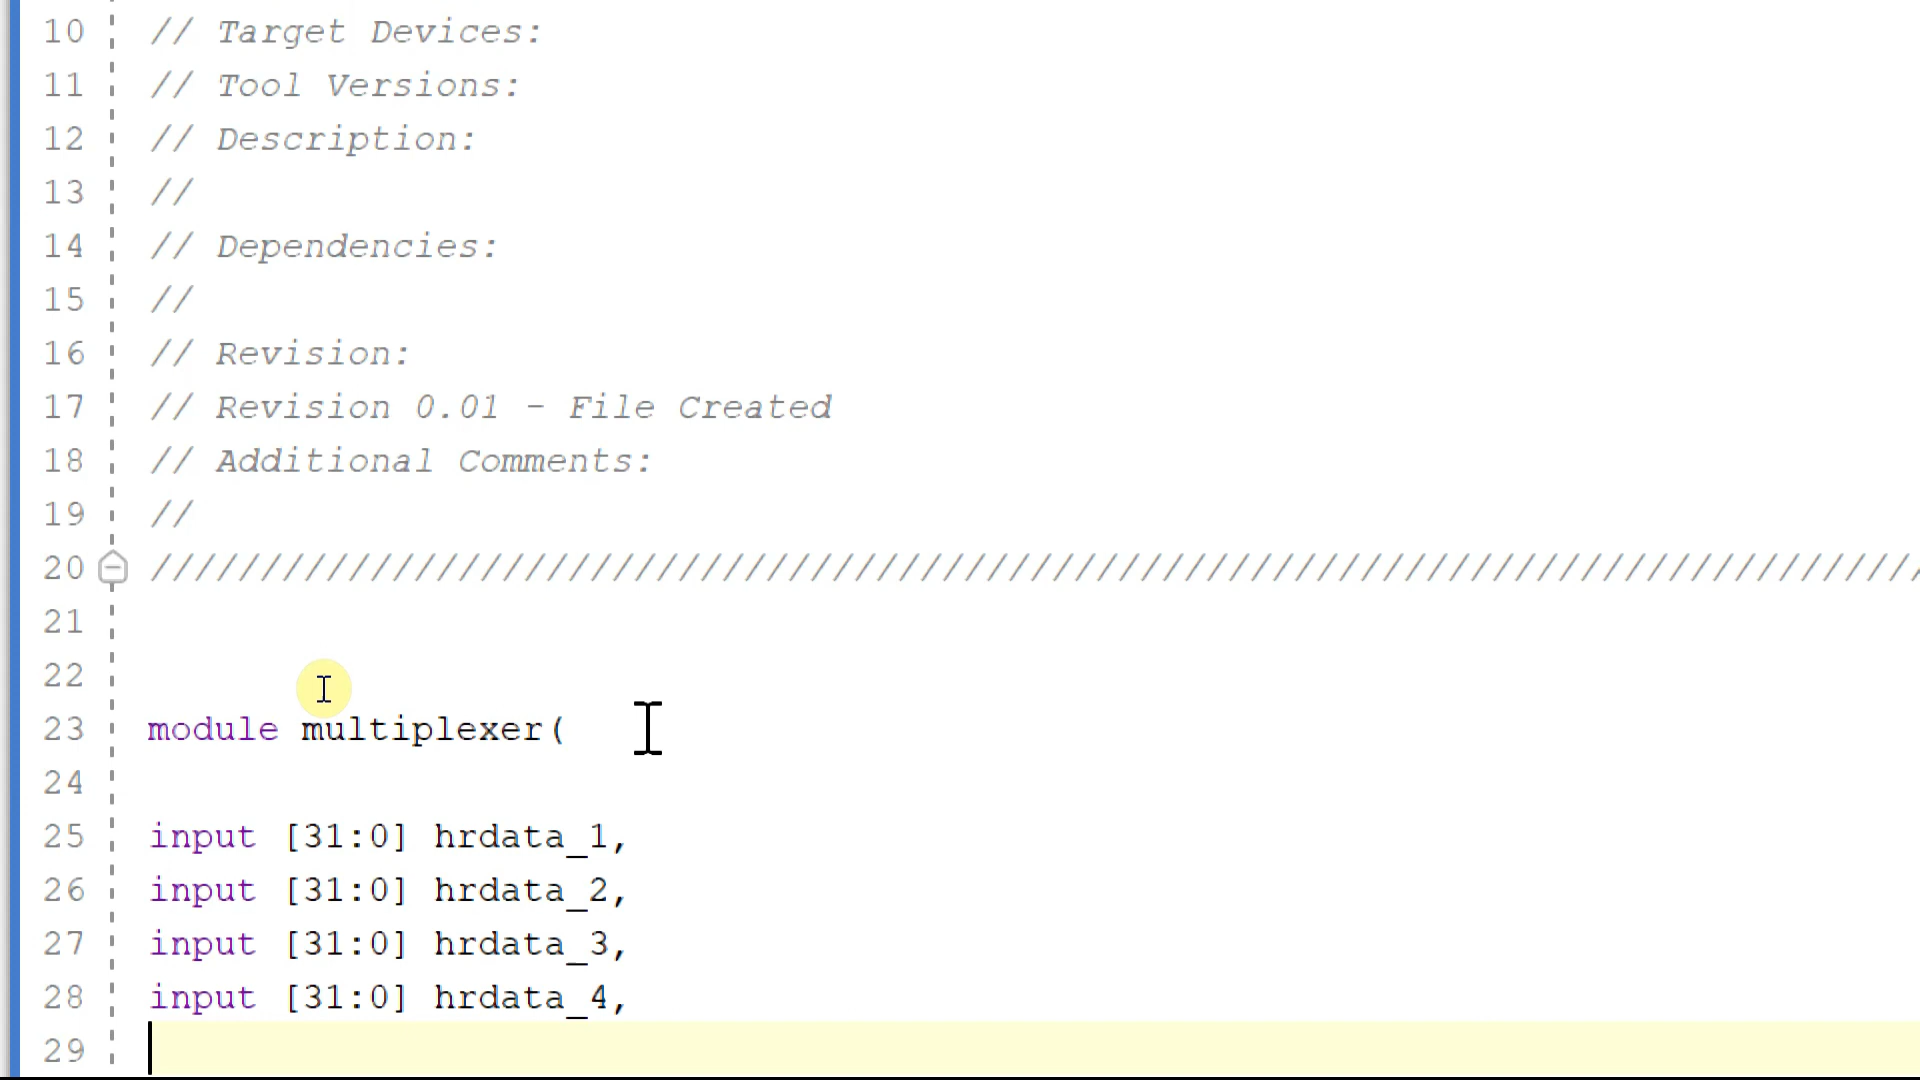 10 // Target Devices:
11 // Tool Versions:
12 // Description:
13 //
14 // Dependencies:
15 //
16 // Revision:
17 // Revision 0.01 - File Created
18 // Additional Comments:
19 //
20 ////////////////////////////////////////////////////////////////////////////////
21
22
23 module multiplexer(
24
25 input [31:0] hrdata_1,
26 input [31:0] hrdata_2,
27 input [31:0] hrdata_3,
28 input [31:0] hrdata_4,
29